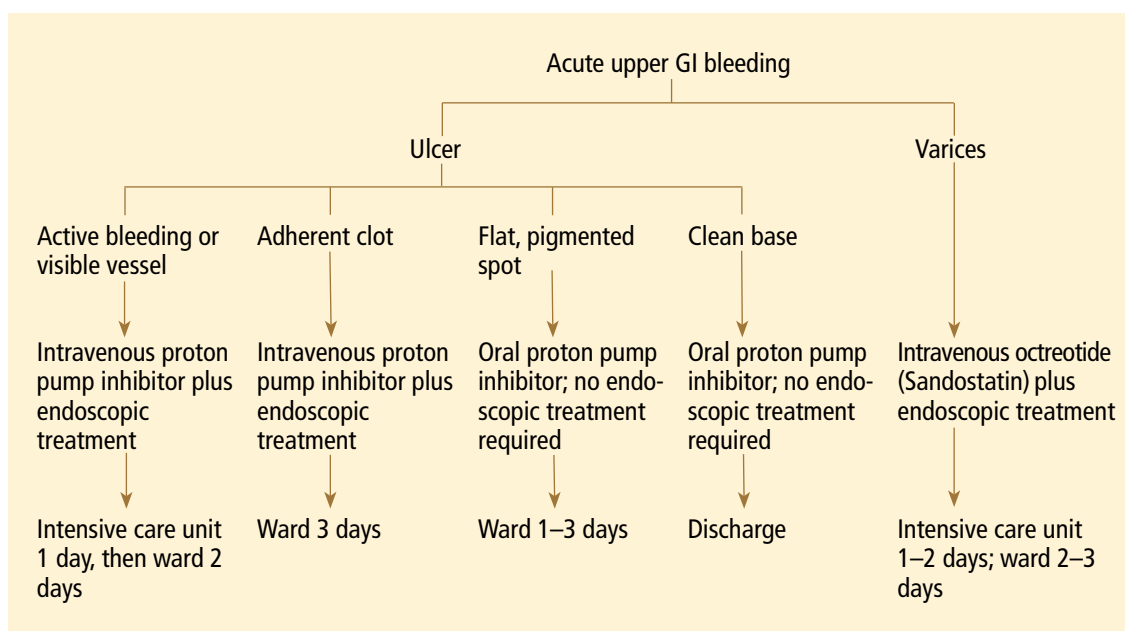 Acute upper GI bleeding
Ulcer
Varices
Active bleeding or
visible vessel
Adherent clot
Flat, pigmented
spot
Clean base
Intravenous proton
pump inhibitor plus
endoscopic
treatment
Intravenous proton
pump inhibitor plus
endoscopic
treatment
Oral proton pump
inhibitor; no endo-
scopic treatment
required
Oral proton pump
inhibitor; no endo-
scopic treatment
required
Intravenous octreotide
(Sandostatin) plus
endoscopic treatment
Intensive care unit
1 day, then ward 2
days
Ward 3 days
Ward 1–3 days
Discharge
Intensive care unit
1–2 days; ward 2–3
days